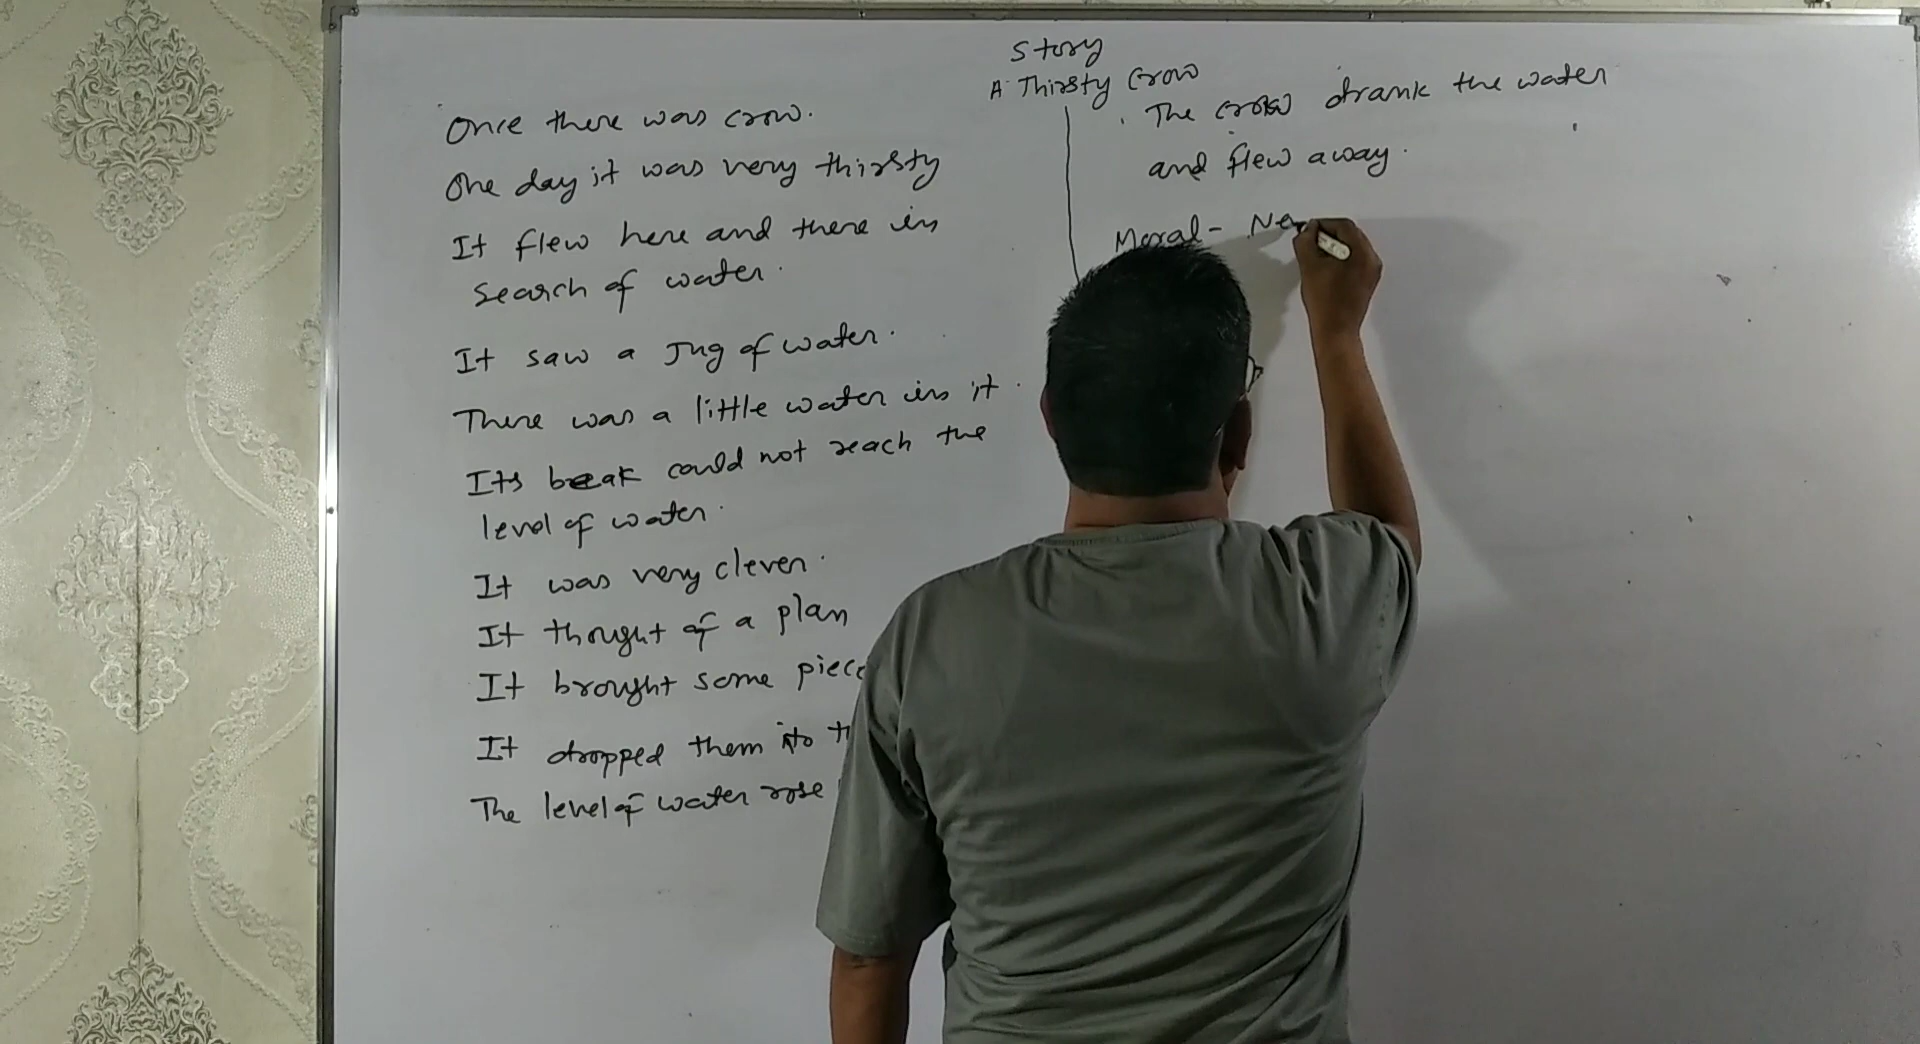 Story
A Thirsty Crow
Once there was crow.
One day it was very thirsty
It flew here and there in
search of water.
It saw a Jug of water.
There was a little water in it.
Its beak could not reach the
level of water.
It was very clever.
It thought of a plan
It brought some piece
It dropped them into
The level of water rose
The crow drank the water
and flew away.
Moral-